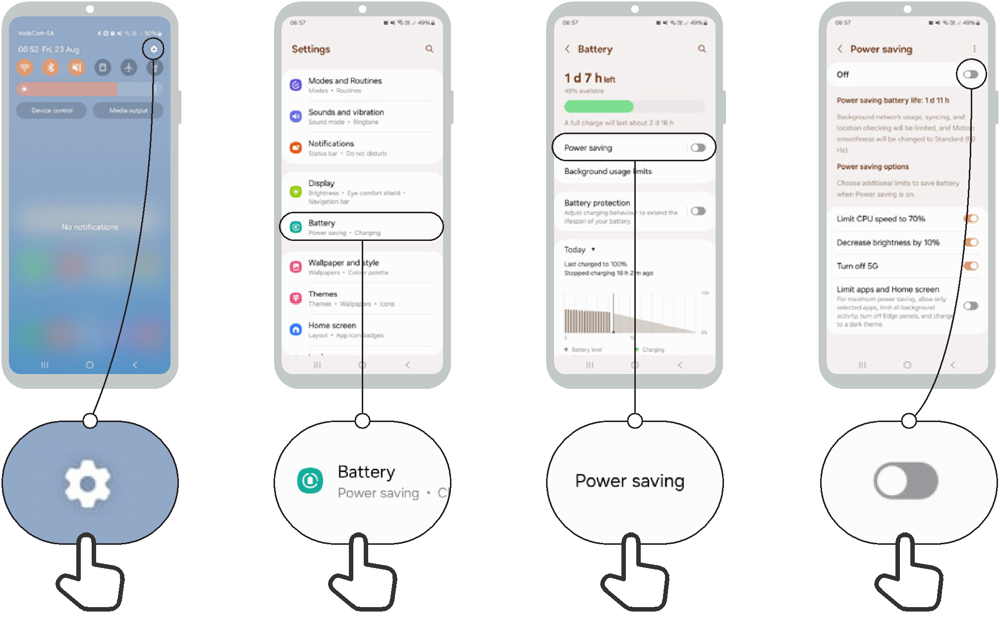 VodaCom-SA
50%
08:52 Fri, 23 Aug
Device control
Media output
No notifications
08:57
49%
Settings
Modes and Routines
Modes • Routines
Sounds and vibration
Sound mode • Ringtone
Notifications
Status bar • Do not disturb
Display
Brightness • Eye comfort shield •
Navigation bar
Battery
Power saving • Charging
Wallpaper and style
Wallpapers • Colour palette
Themes
Themes • Wallpapers • Icons
Home screen
Layout • App icon badges
08:57
49%
Battery
1 d 7 h left
49% available
A full charge will last about 2 d 16 h
Power saving
Background usage limits
Battery protection
Adjust charging behaviour to extend the
lifespan of your battery.
Today
Last charged to 100%
Stopped charging 18 h 2 m ago
100
0%
0
Battery level
Charging
08:57
49%
Power saving
Off
Power saving battery life: 1 d 11 h
Background network usage, syncing, and
location checking will be limited, and Motion
smoothness will be changed to Standard (60
Hz).
Power saving options
Choose additional limits to save battery
when Power saving is on.
Limit CPU speed to 70%
Decrease brightness by 10%
Turn off 5G
Limit apps and Home screen
For maximum power saving, allow only
selected apps, limit all background
activity, turn off Edge panels, and change
to a dark theme.
Battery
Power saving • C
Power saving